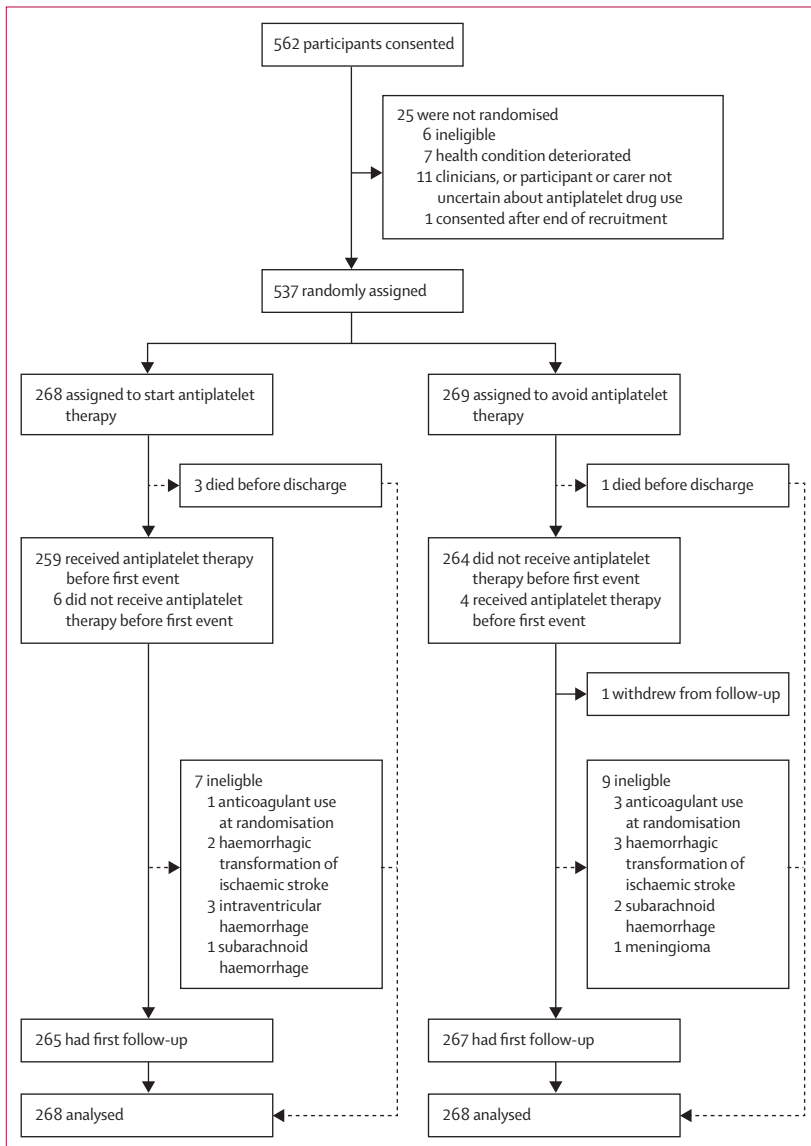 562 participants consented
25 were not randomised
6 ineligible
7 health condition deteriorated
11 clinicians, or participant or carer not
uncertain about antiplatelet drug use
1 consented after end of recruitment
537 randomly assigned
268 assigned to start antiplatelet
therapy
269 assigned to avoid antiplatelet
therapy
3 died before discharge
1 died before discharge
259 received antiplatelet therapy
before first event
6 did not receive antiplatelet
therapy before first event
264 did not receive antiplatelet
therapy before first event
4 received antiplatelet therapy
before first event
1 withdrew from follow-up
7 ineligible
1 anticoagulant use
at randomisation
2 haemorrhagic
transformation of
ischaemic stroke
3 intraventricular
haemorrhage
1 subarachnoid
haemorrhage
9 ineligble
3 anticoagulant use
at randomisation
3 haemorrhagic
transformation of
ischaemic stroke
2 subarachnoid
haemorrhage
1 meningioma
265 had first follow-up
267 had first follow-up
268 analysed
268 analysed